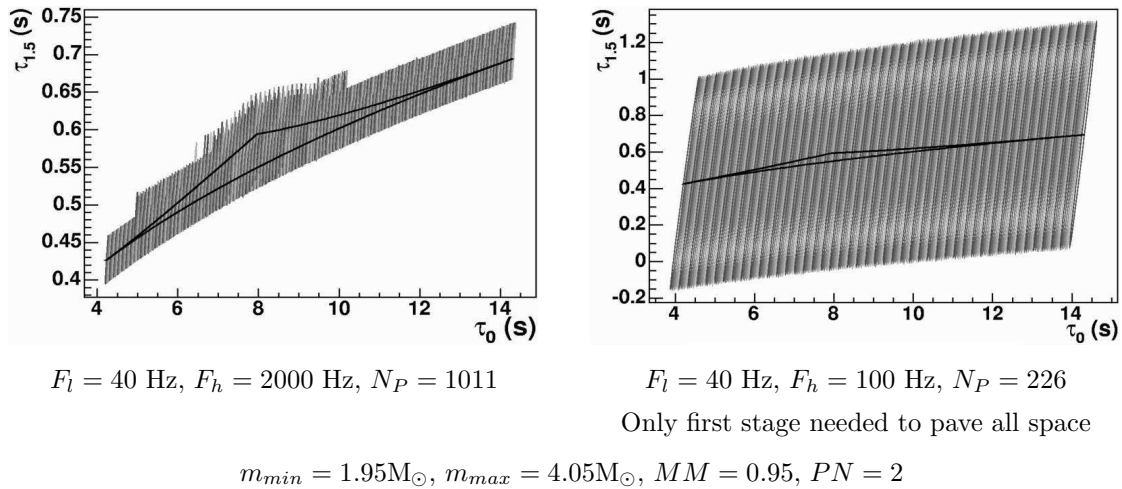 τ1.5 (s)
0.75
0.7
0.65
0.6
0.55
0.5
0.45
0.4
4 6 8 10 12 14
τ0 (s)
τ1.5 (s)
1.2
1
0.8
0.6
0.4
0.2
0
-0.2
4 6 8 10 12 14
τ0 (s)
Fl = 40 Hz, Fh = 2000 Hz, NP = 1011
Fl = 40 Hz, Fh = 100 Hz, NP = 226
Only first stage needed to pave all space
mmin = 1.95M⊙, mmax = 4.05M⊙, MM = 0.95, PN = 2